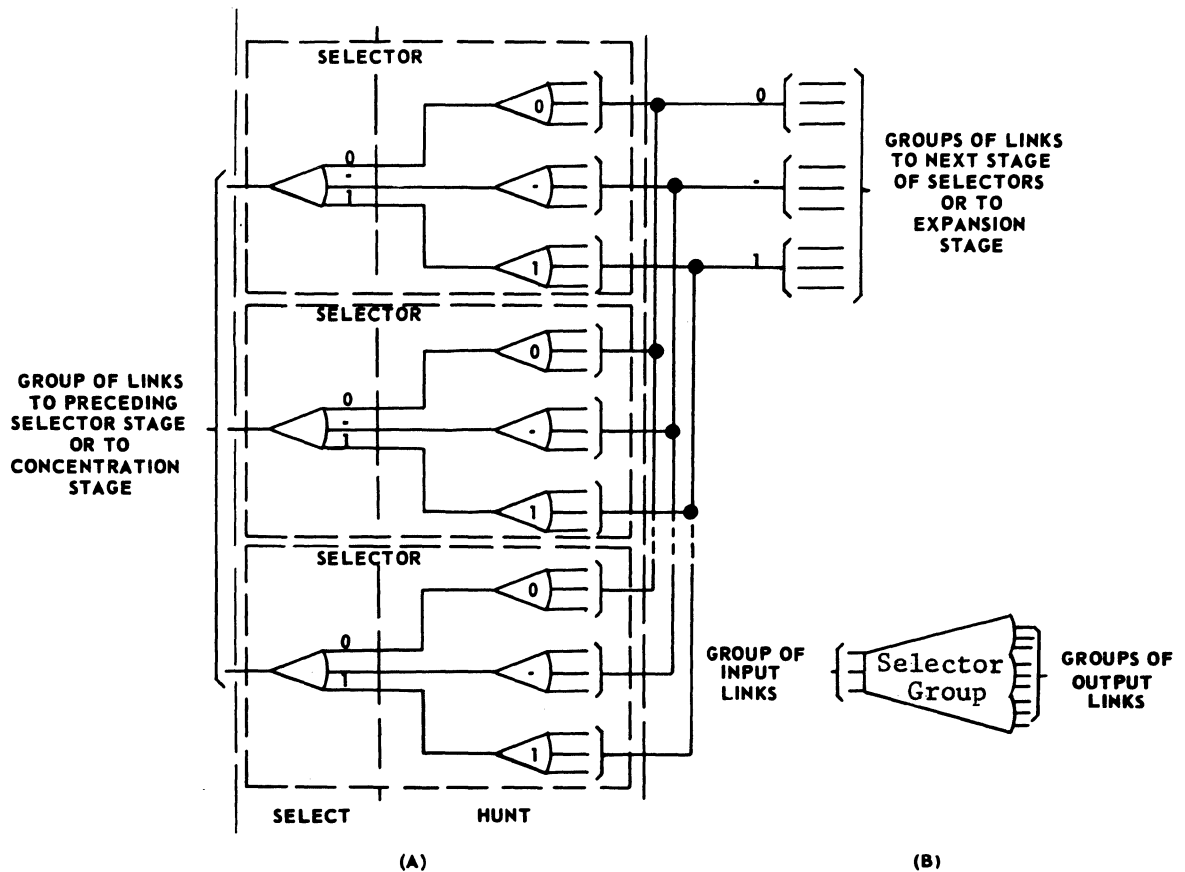 SELECTOR
0
-
1
0
-
1
0
-
1
GROUPS OF LINKS
TO NEXT STAGE
OF SELECTORS
OR TO
EXPANSION
STAGE
SELECTOR
0
-
1
0
-
1
GROUP OF LINKS
TO PRECEDING
SELECTOR STAGE
OR TO
CONCENTRATION
STAGE
SELECTOR
0
1
0
-
1
SELECT
HUNT
(A)
GROUP OF
INPUT
LINKS
Selector
Group
GROUPS OF
OUTPUT
LINKS
(B)